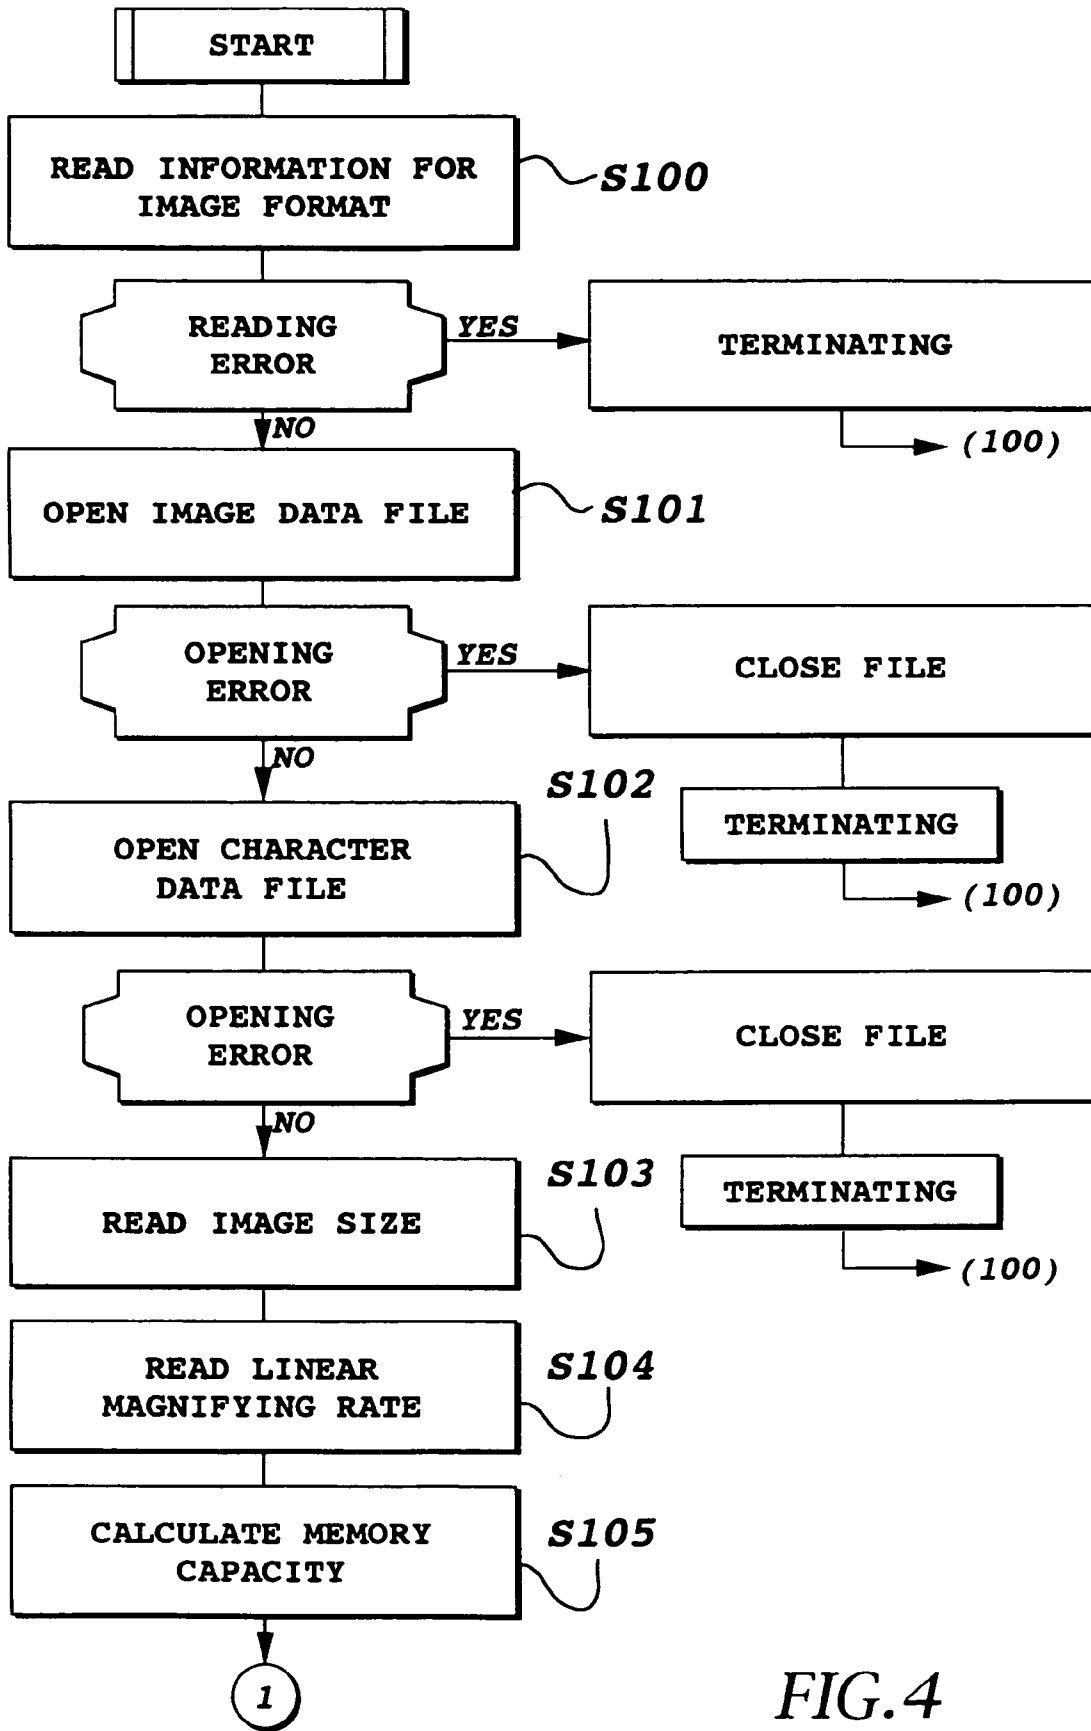 START
READ INFORMATION FOR
IMAGE FORMAT
S100
READING
ERROR
YES
TERMINATING
NO
(100)
OPEN IMAGE DATA FILE
S101
OPENING
ERROR
YES
CLOSE FILE
NO
S102
TERMINATING
OPEN CHARACTER
DATA FILE
(100)
OPENING
ERROR
YES
CLOSE FILE
NO
S103
TERMINATING
READ IMAGE SIZE
(100)
READ LINEAR
MAGNIFYING RATE
S104
CALCULATE MEMORY
CAPACITY
S105
1
FIG.4